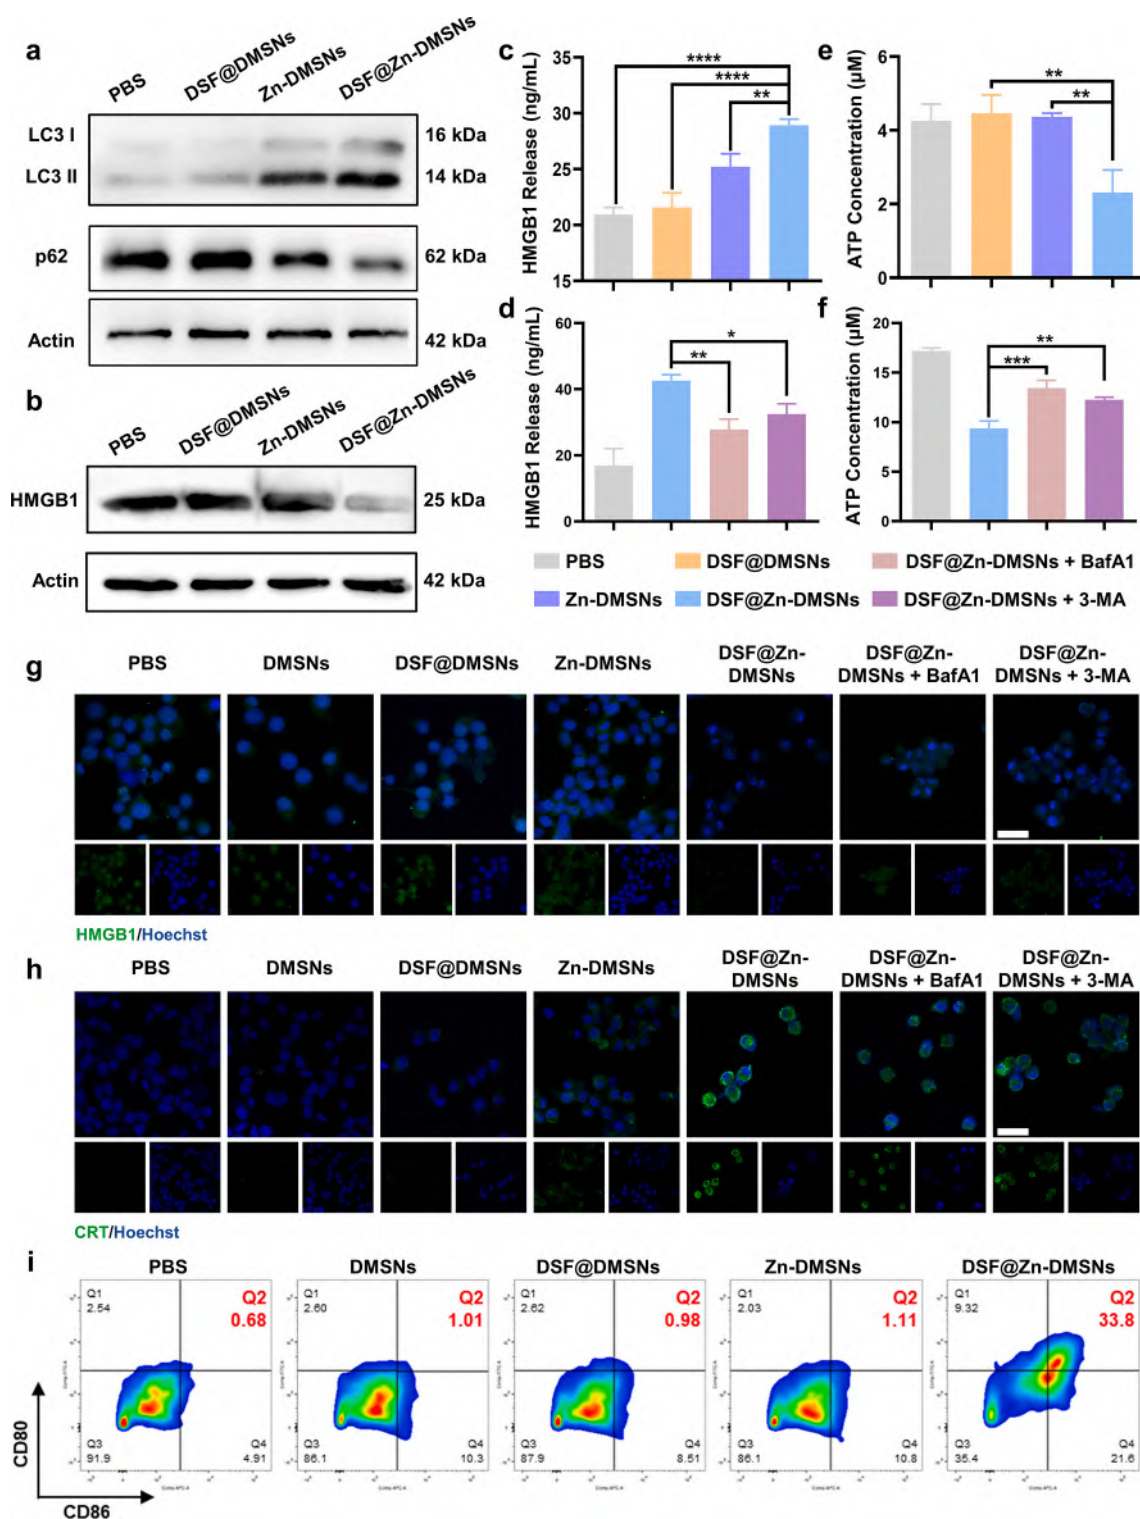 a
PBS
DSF@DMSNs
Zn-DMSNs
DSF@Zn-DMSNs
LC3 I
16 kDa
LC3 II
14 kDa
p62
62 kDa
Actin
42 kDa
b
PBS
DSF@DMSNs
Zn-DMSNs
DSF@Zn-DMSNs
HMGB1
25 kDa
Actin
42 kDa
c
HMGB1 Release (ng/mL)
35
30
25
20
15
****
****
**
e
ATP Concentration (μM)
6
4
2
0
**
**
d
HMGB1 Release (ng/mL)
60
40
20
0
*
**
f
ATP Concentration (μM)
20
15
10
5
0
**
***
PBS
DSF@DMSNs
DSF@Zn-DMSNs + BafA1
Zn-DMSNs
DSF@Zn-DMSNs
DSF@Zn-DMSNs + 3-MA
g
PBS
DMSNs
DSF@DMSNs
Zn-DMSNs
DSF@Zn-
DMSNs
DSF@Zn-
DMSNs + BafA1
DSF@Zn-
DMSNs + 3-MA
HMGB1/Hoechst
h
PBS
DMSNs
DSF@DMSNs
Zn-DMSNs
DSF@Zn-
DMSNs
DSF@Zn-
DMSNs + BafA1
DSF@Zn-
DMSNs + 3-MA
CRT/Hoechst
i
CD80
CD86
PBS
Q1
2.54
Q2
0.68
Q3
91.9
Q4
4.91
DMSNs
Q1
2.60
Q2
1.01
Q3
86.1
Q4
10.3
DSF@DMSNs
Q1
2.62
Q2
0.98
Q3
87.9
Q4
8.51
Zn-DMSNs
Q1
2.03
Q2
1.11
Q3
86.1
Q4
10.8
DSF@Zn-DMSNs
Q1
9.32
Q2
33.8
Q3
35.4
Q4
21.6